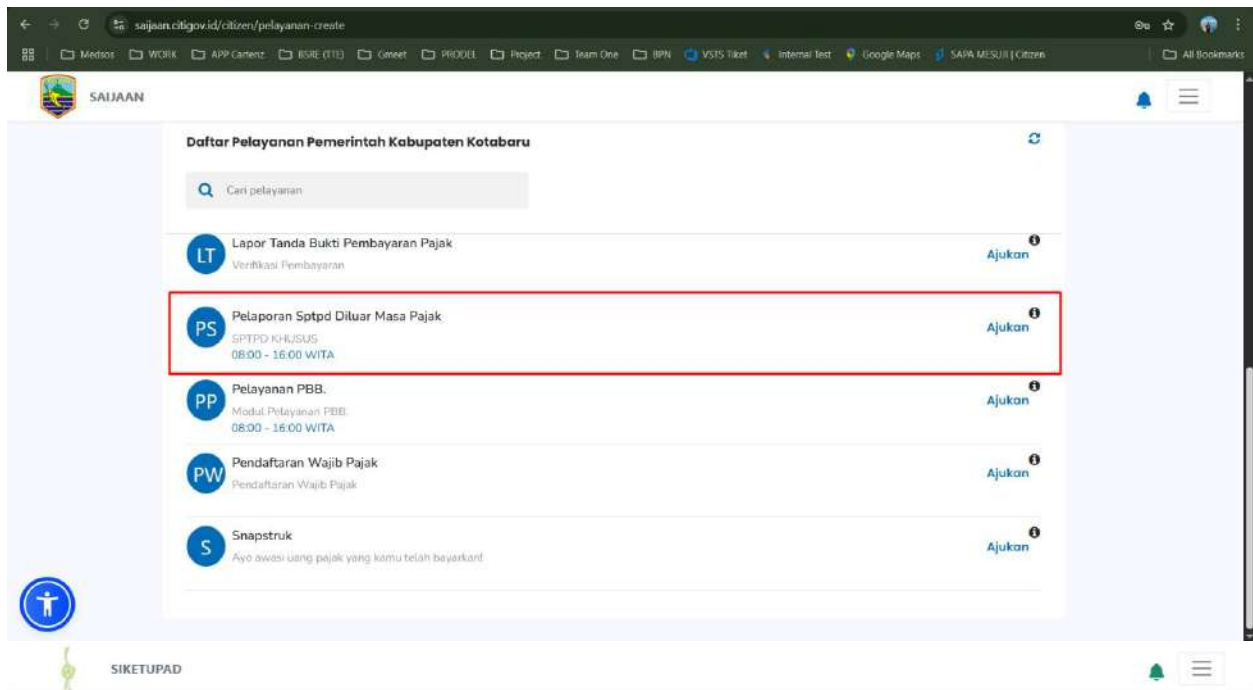 saijaan.citigov.id/citizen/pelayanan-create
Medsos WORK APP Cartenz BSRE (TTE) Gmeet PRODEL Project Team One BPN VSTS Tiket Internal Test Google Maps SAPA MESUJI | Citizen All Bookmarks
SAIJAAN
Daftar Pelayanan Pemerintah Kabupaten Kotabaru
Cari pelayanan
LT
Lapor Tanda Bukti Pembayaran Pajak
Verifikasi Pembayaran
Ajukan
PS
Pelaporan Sptpd Diluar Masa Pajak
SPTPD KHUSUS
08:00 - 16:00 WITA
Ajukan
PP
Pelayanan PBB.
Modul Pelayanan PBB.
08:00 - 16:00 WITA
Ajukan
PW
Pendaftaran Wajib Pajak
Pendaftaran Wajib Pajak
Ajukan
S
Snapstruk
Ayo awasi uang pajak yang kamu telah bayarkan!
Ajukan
SIKETUPAD